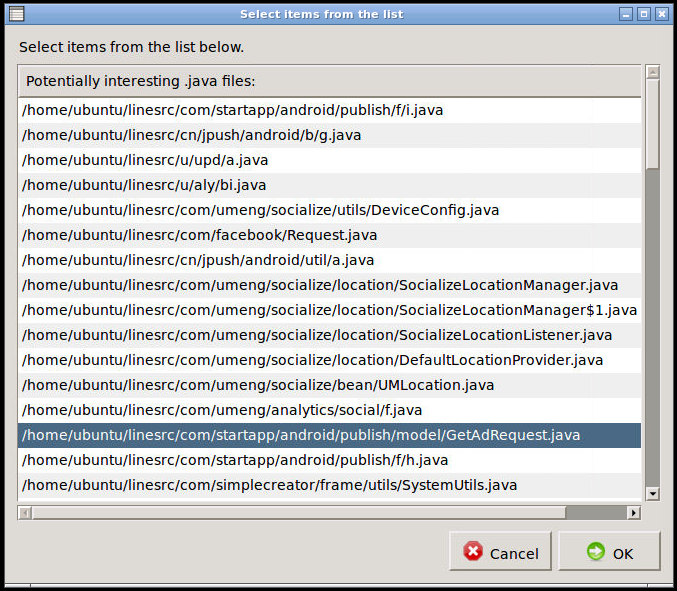 Select items from the list
Select items from the list below.
Potentially interesting .java files:
/home/ubuntu/linesrc/com/startapp/android/publish/f/i.java
/home/ubuntu/linesrc/cn/jpush/android/b/g.java
/home/ubuntu/linesrc/u/upd/a.java
/home/ubuntu/linesrc/u/aly/bi.java
/home/ubuntu/linesrc/com/umeng/socialize/utils/DeviceConfig.java
/home/ubuntu/linesrc/com/facebook/Request.java
/home/ubuntu/linesrc/cn/jpush/android/util/a.java
/home/ubuntu/linesrc/com/umeng/socialize/location/SocializeLocationManager.java
/home/ubuntu/linesrc/com/umeng/socialize/location/SocializeLocationManager$1.java
/home/ubuntu/linesrc/com/umeng/socialize/location/SocializeLocationListener.java
/home/ubuntu/linesrc/com/umeng/socialize/location/DefaultLocationProvider.java
/home/ubuntu/linesrc/com/umeng/socialize/bean/UMLocation.java
/home/ubuntu/linesrc/com/umeng/analytics/social/f.java
/home/ubuntu/linesrc/com/startapp/android/publish/model/GetAdRequest.java
/home/ubuntu/linesrc/com/startapp/android/publish/f/h.java
/home/ubuntu/linesrc/com/simplecreator/frame/utils/SystemUtils.java
Cancel
OK